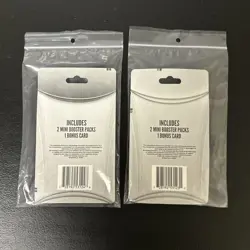 INCLUDES
2 MINI BOOSTER PACKS
1 BONUS CARD
INCLUDES
2 MINI BOOSTER PACKS
1 BONUS CARD